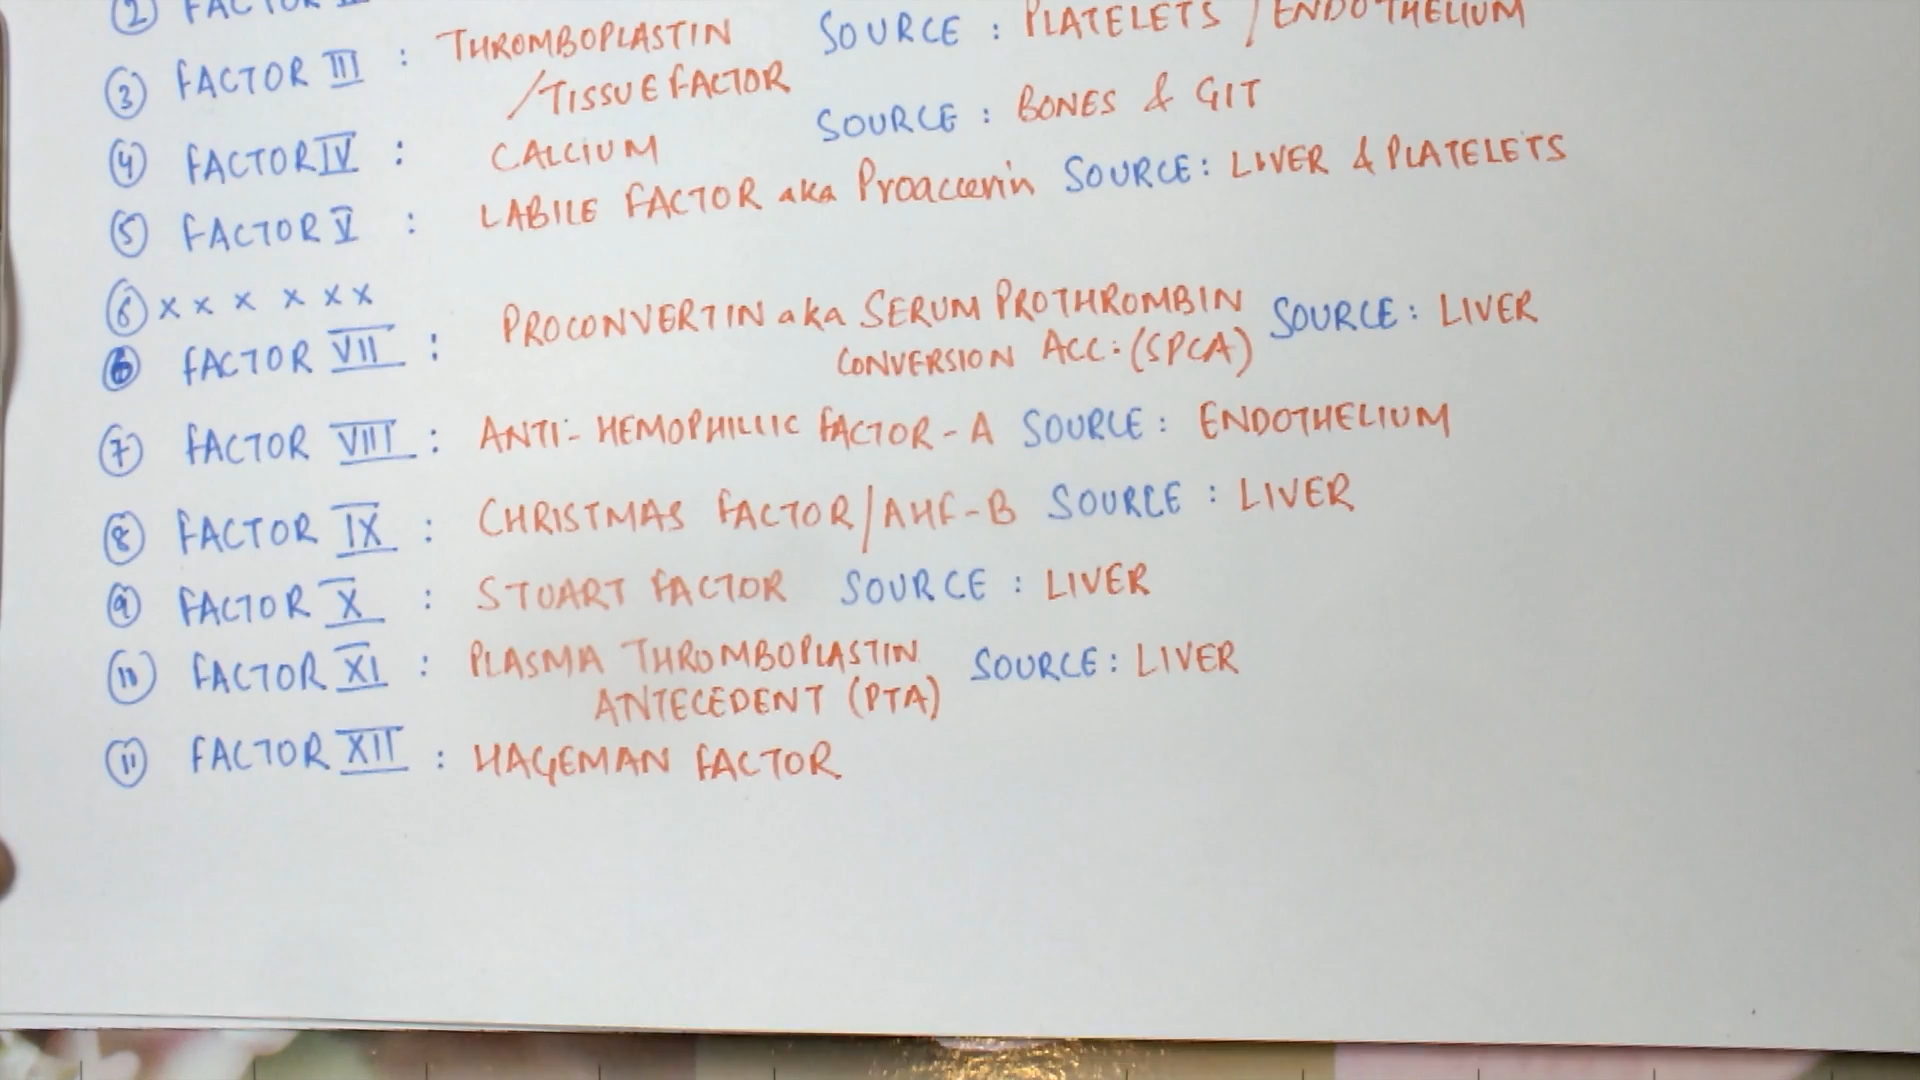 ② FACTOR
③ FACTOR III : THROMBOPLASTIN SOURCE : PLATELETS / ENDOTHELIUM
/TISSUE FACTOR
④ FACTOR IV : CALCIUM SOURCE : BONES & GIT
⑤ FACTOR V : LABILE FACTOR aka Proaccerin SOURCE : LIVER & PLATELETS
⑥ x x x x x x
⑥ FACTOR VII : PROCONVERTIN aka SERUM PROTHROMBIN SOURCE : LIVER
CONVERSION ACC: (SPCA)
⑦ FACTOR VIII : ANTI- HEMOPHILLIC FACTOR - A SOURCE : ENDOTHELIUM
⑧ FACTOR IX : CHRISTMAS FACTOR/AHF-B SOURCE : LIVER
⑨ FACTOR X : STUART FACTOR SOURCE : LIVER
⑩ FACTOR XI : PLASMA THROMBOPLASTIN SOURCE : LIVER
ANTECEDENT (PTA)
⑪ FACTOR XII : HAGEMAN FACTOR